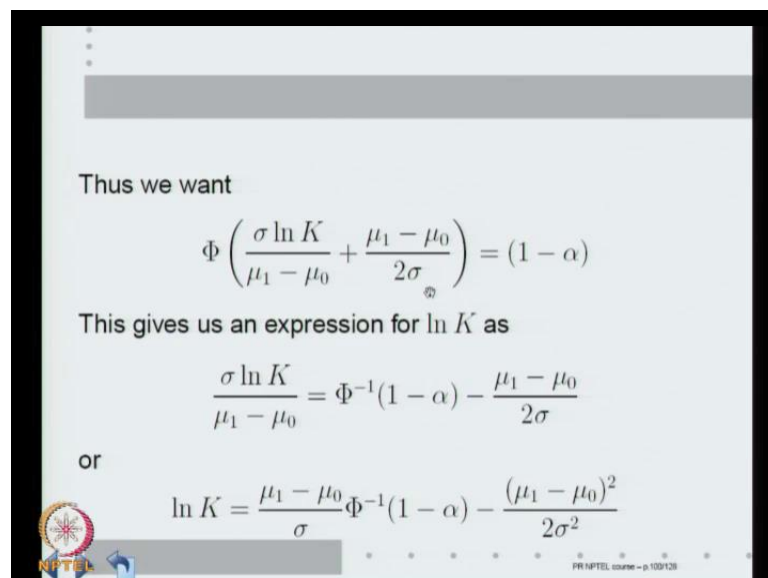 Thus we want
Φ ( σ ln K / (μ₁ − μ₀) + (μ₁ − μ₀) / 2σ ) = (1 − α)
This gives us an expression for ln K as
σ ln K / (μ₁ − μ₀) = Φ⁻¹(1 − α) − (μ₁ − μ₀) / 2σ
or
ln K = (μ₁ − μ₀) / σ Φ⁻¹(1 − α) − (μ₁ − μ₀)² / 2σ²
NPTEL
PR NPTEL course – p.100/128